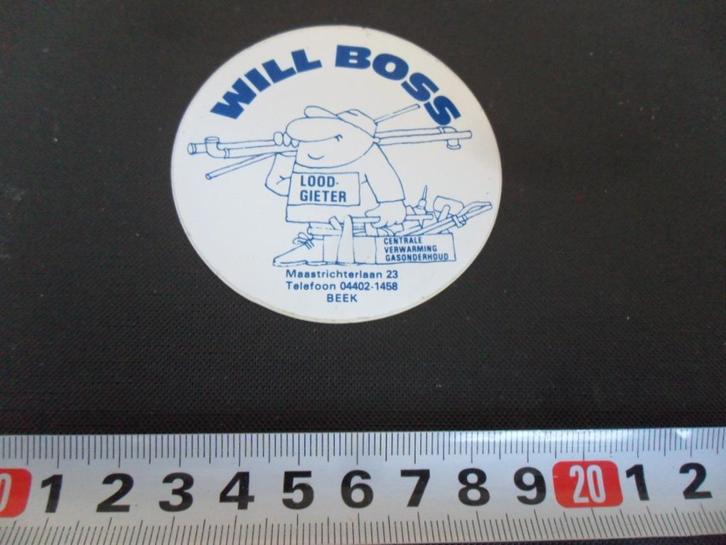 WILL BOSS
LOOD-
GIETER
CENTRALE
VERWARMING
GASONDERHOUD
Maastrichterlaan 23
Telefoon 04402-1458
BEEK
1 2 3 4 5 6 7 8 9 20 1 2